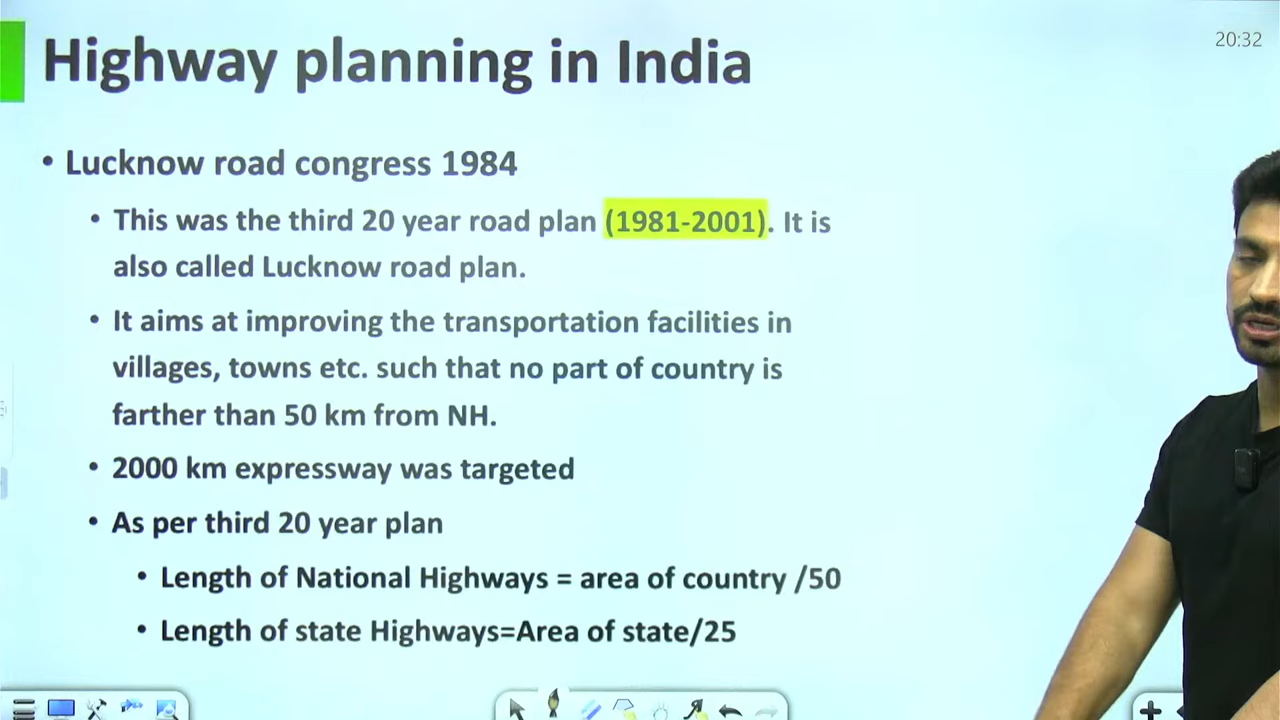 20:32
Highway planning in India
• Lucknow road congress 1984
• This was the third 20 year road plan (1981-2001). It is
also called Lucknow road plan.
• It aims at improving the transportation facilities in
villages, towns etc. such that no part of country is
farther than 50 km from NH.
• 2000 km expressway was targeted
• As per third 20 year plan
• Length of National Highways = area of country /50
• Length of state Highways=Area of state/25